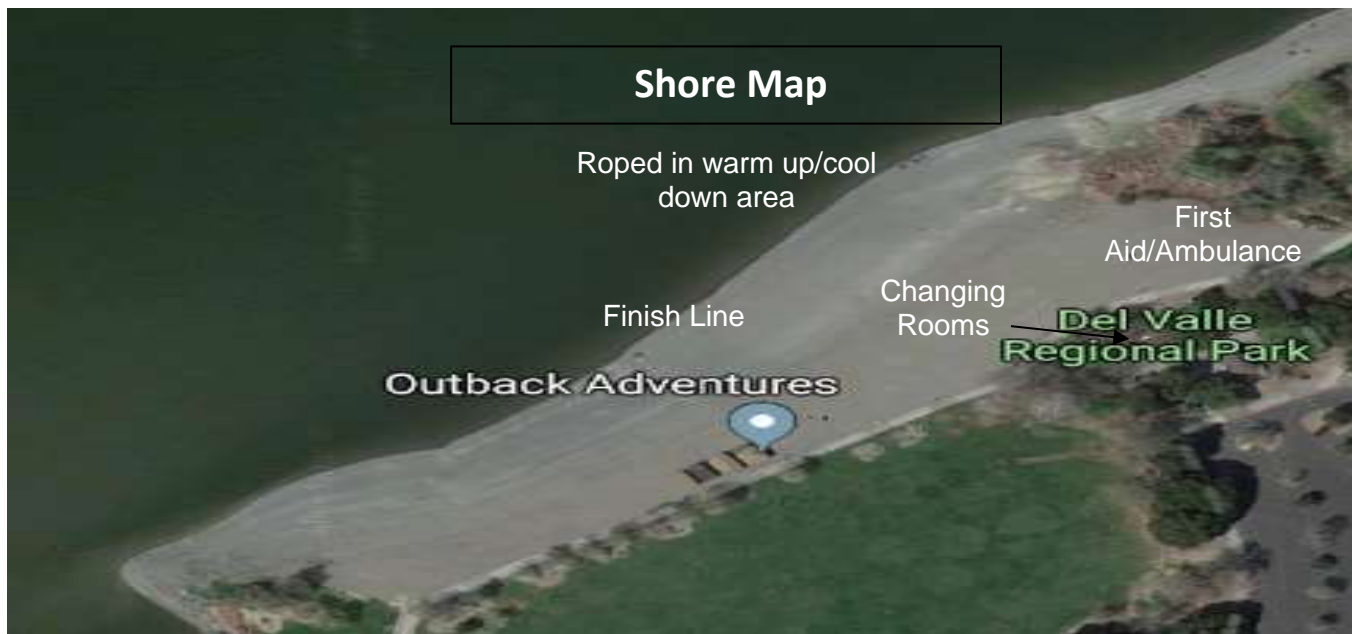 Shore Map
Roped in warm up/cool
down area
First
Aid/Ambulance
Changing
Rooms
Finish Line
Del Valle
Regional Park
Outback Adventures